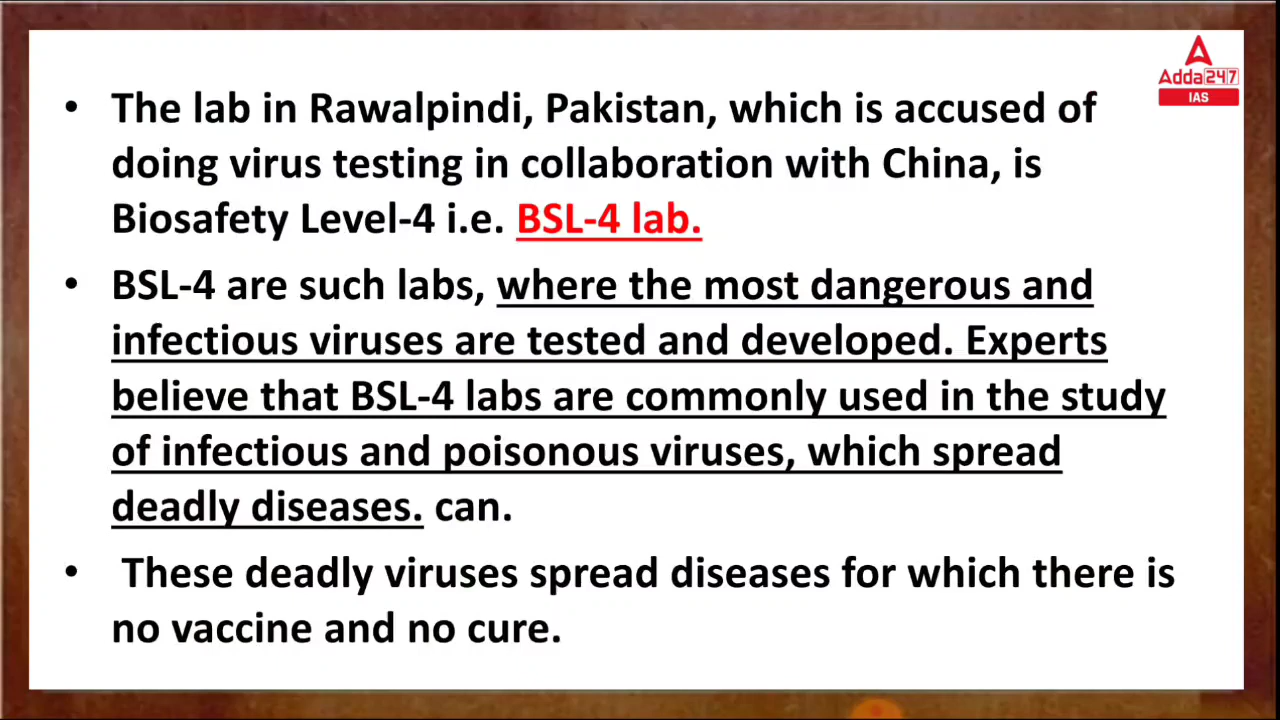 Adda247
IAS
• The lab in Rawalpindi, Pakistan, which is accused of
doing virus testing in collaboration with China, is
Biosafety Level-4 i.e. BSL-4 lab.
• BSL-4 are such labs, where the most dangerous and
infectious viruses are tested and developed. Experts
believe that BSL-4 labs are commonly used in the study
of infectious and poisonous viruses, which spread
deadly diseases. can.
• These deadly viruses spread diseases for which there is
no vaccine and no cure.